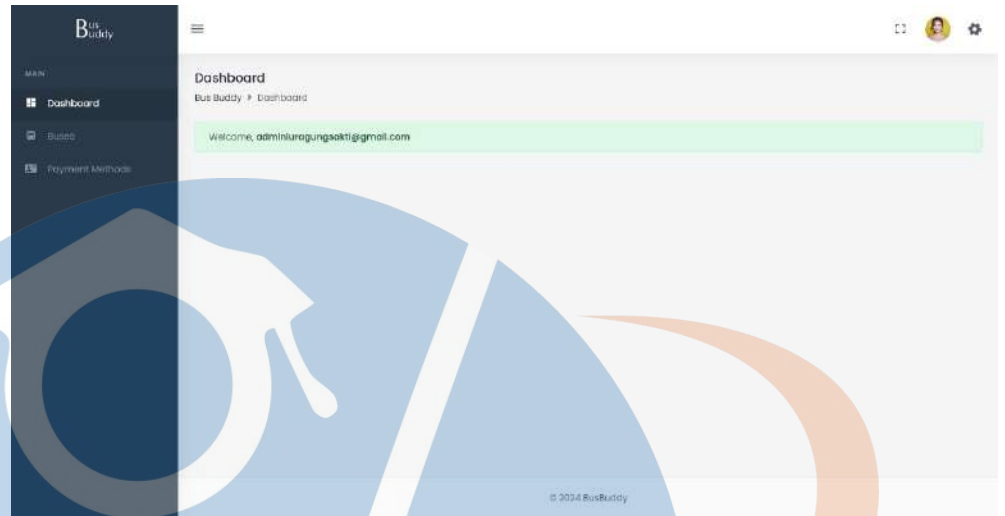 Bus Buddy
MAIN
Dashboard
Buses
Payment Methods
Dashboard
Bus Buddy > Dashboard
Welcome, adminluragungsakti@gmail.com
© 2024 BusBuddy